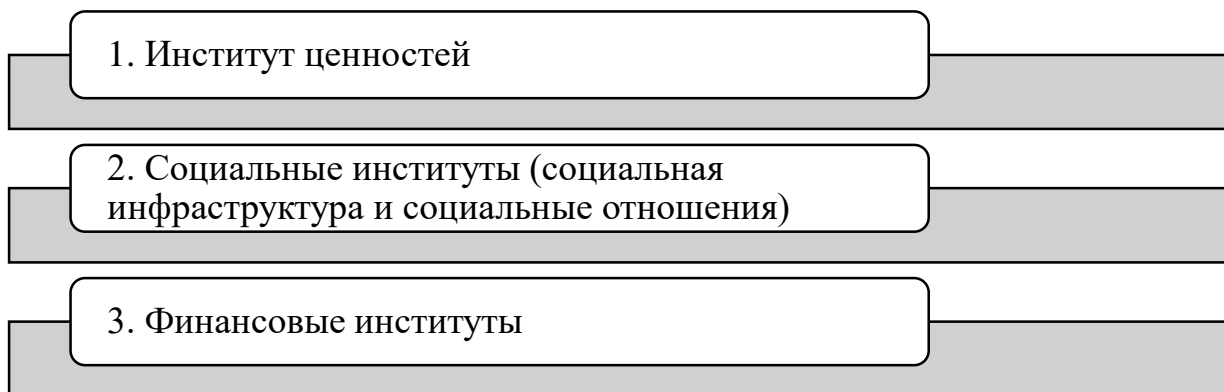 1. Институт ценностей
2. Социальные институты (социальная
инфраструктура и социальные отношения)
3. Финансовые институты